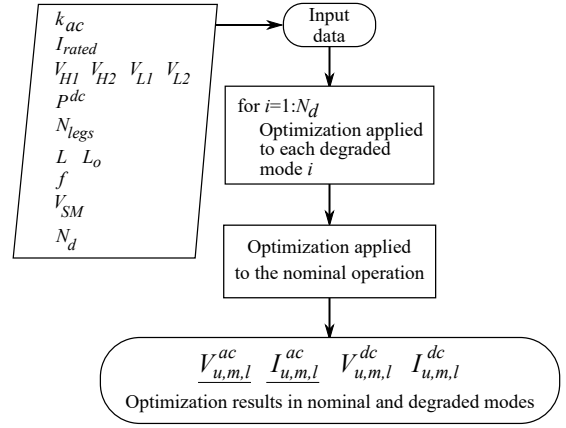 k_ac
I_rated
V_H1 V_H2 V_L1 V_L2
P^dc
N_legs
L L_o
f
V_SM
N_d
Input
data
for i=1:N_d
Optimization applied
to each degraded
mode i
Optimization applied
to the nominal operation
V^ac_u,m,l I^ac_u,m,l V^dc_u,m,l I^dc_u,m,l
Optimization results in nominal and degraded modes